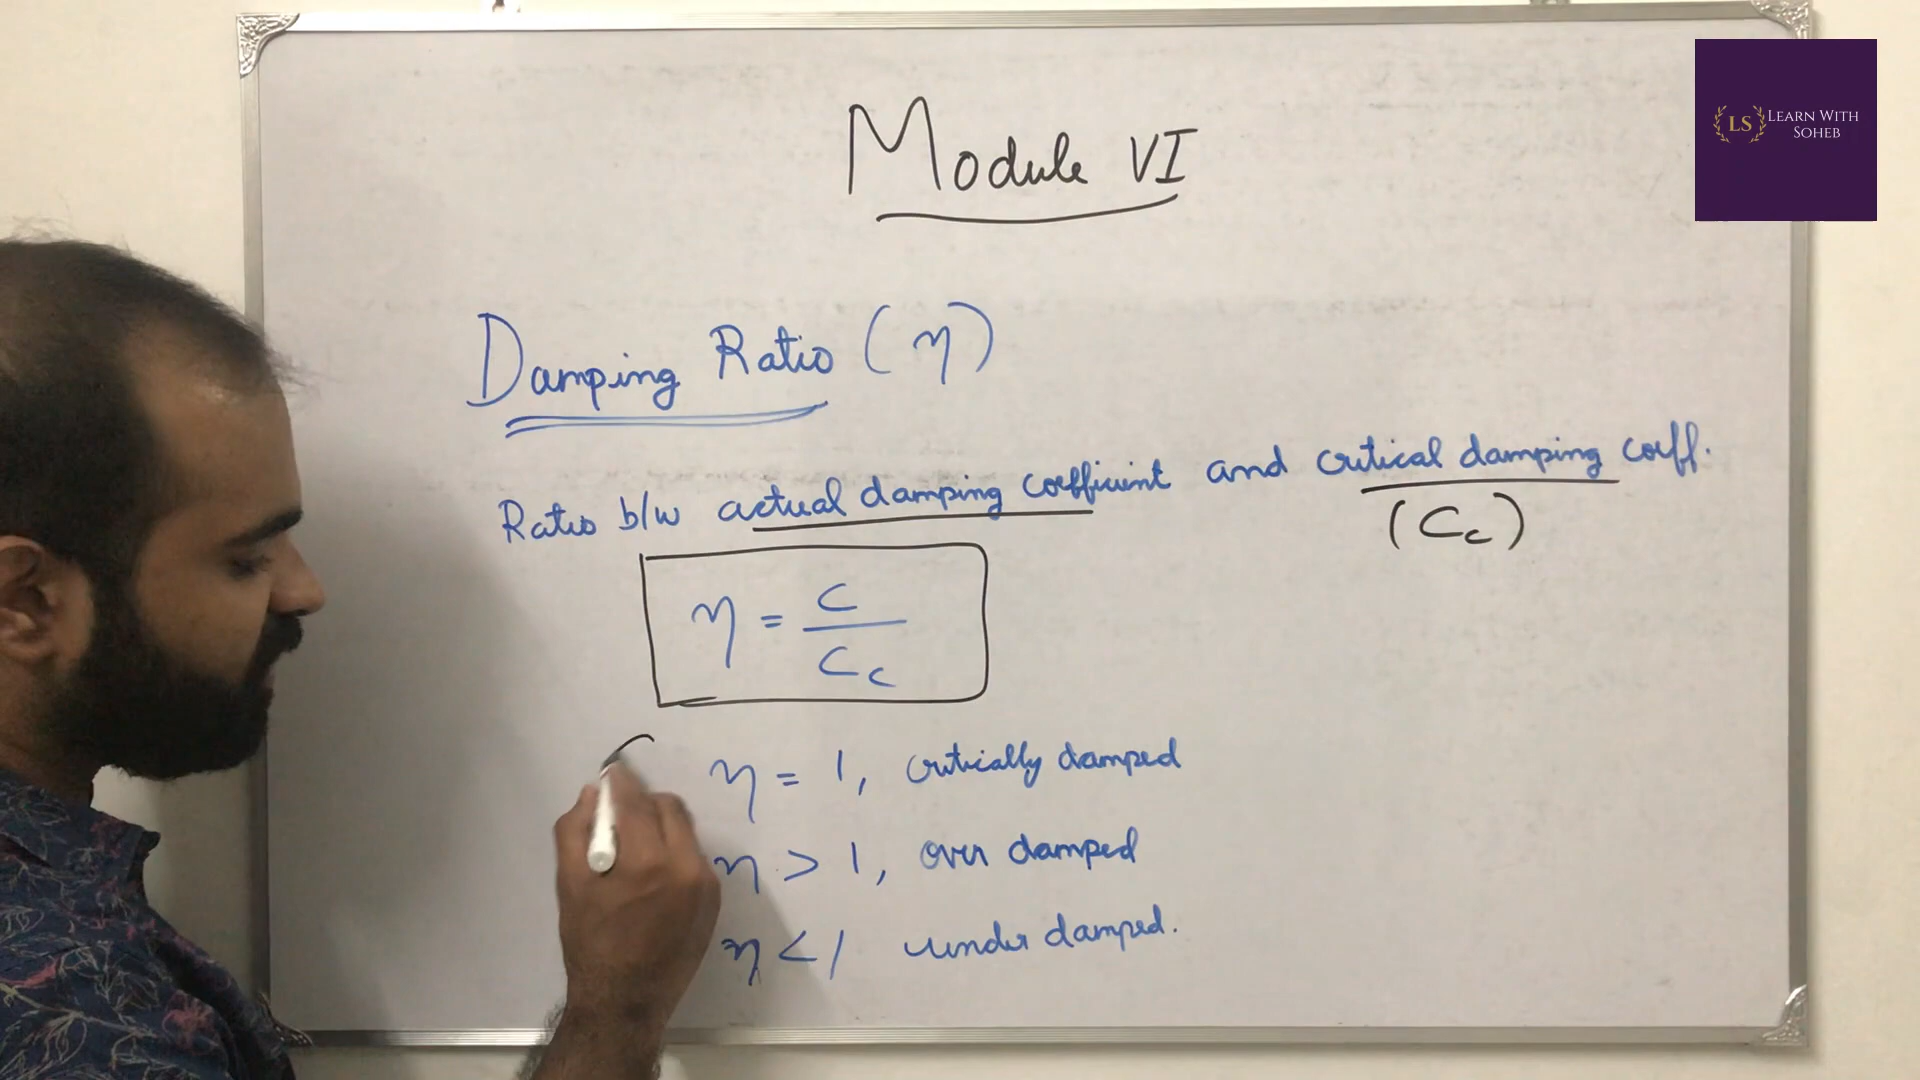 Module VI
LS LEARN WITH
SOHEB
Damping Ratio (η)
Ratio b/w actual damping coefficient and critical damping coeff.
(Cc)
η = C / Cc
η = 1, critically damped
η > 1, over damped
η < 1 under damped.